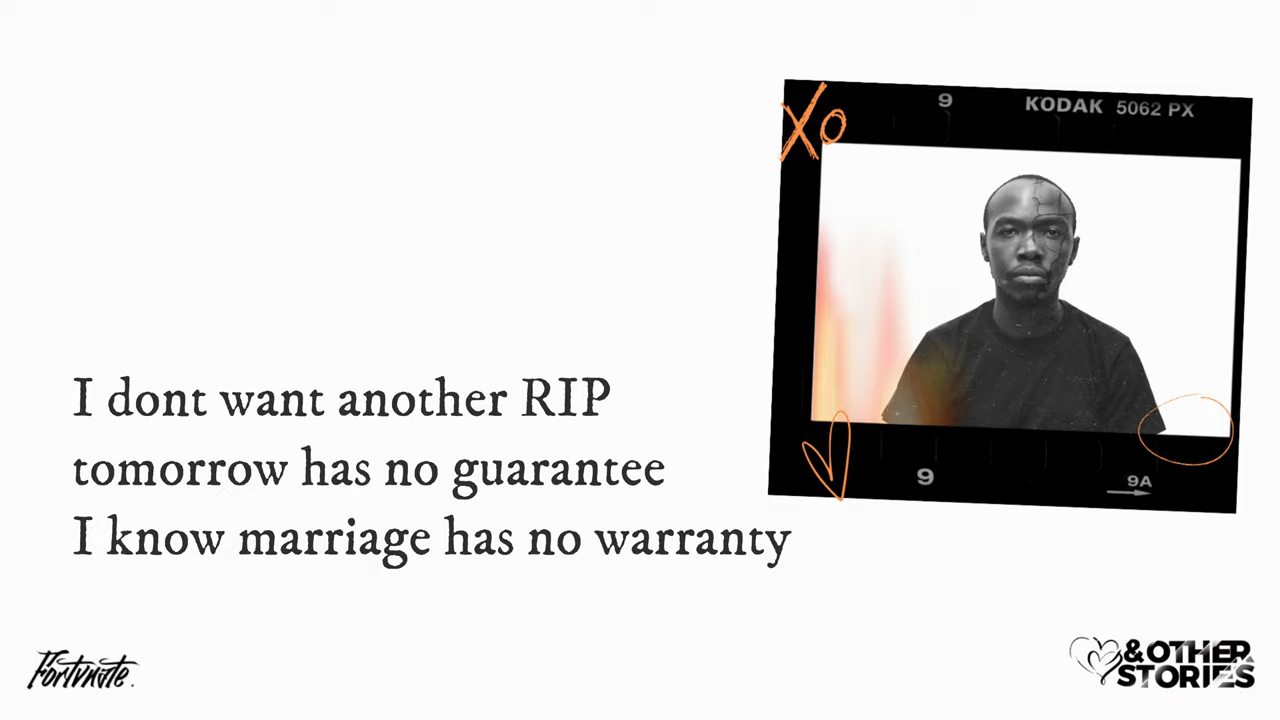 XO
9 KODAK 5062 PX
I dont want another RIP
tomorrow has no guarantee
I know marriage has no warranty
9 9A
Fortunate.
& OTHER
STORIES